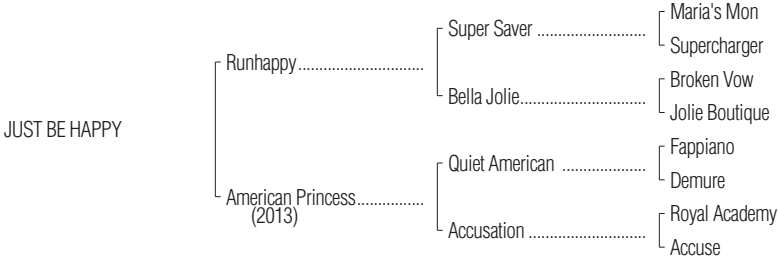 Maria's Mon
Super Saver ..........................
Supercharger
Runhappy..............................
Broken Vow
Bella Jolie..............................
Jolie Boutique
JUST BE HAPPY
Fappiano
Quiet American ....................
Demure
American Princess................
(2013)
Royal Academy
Accusation ............................
Accuse